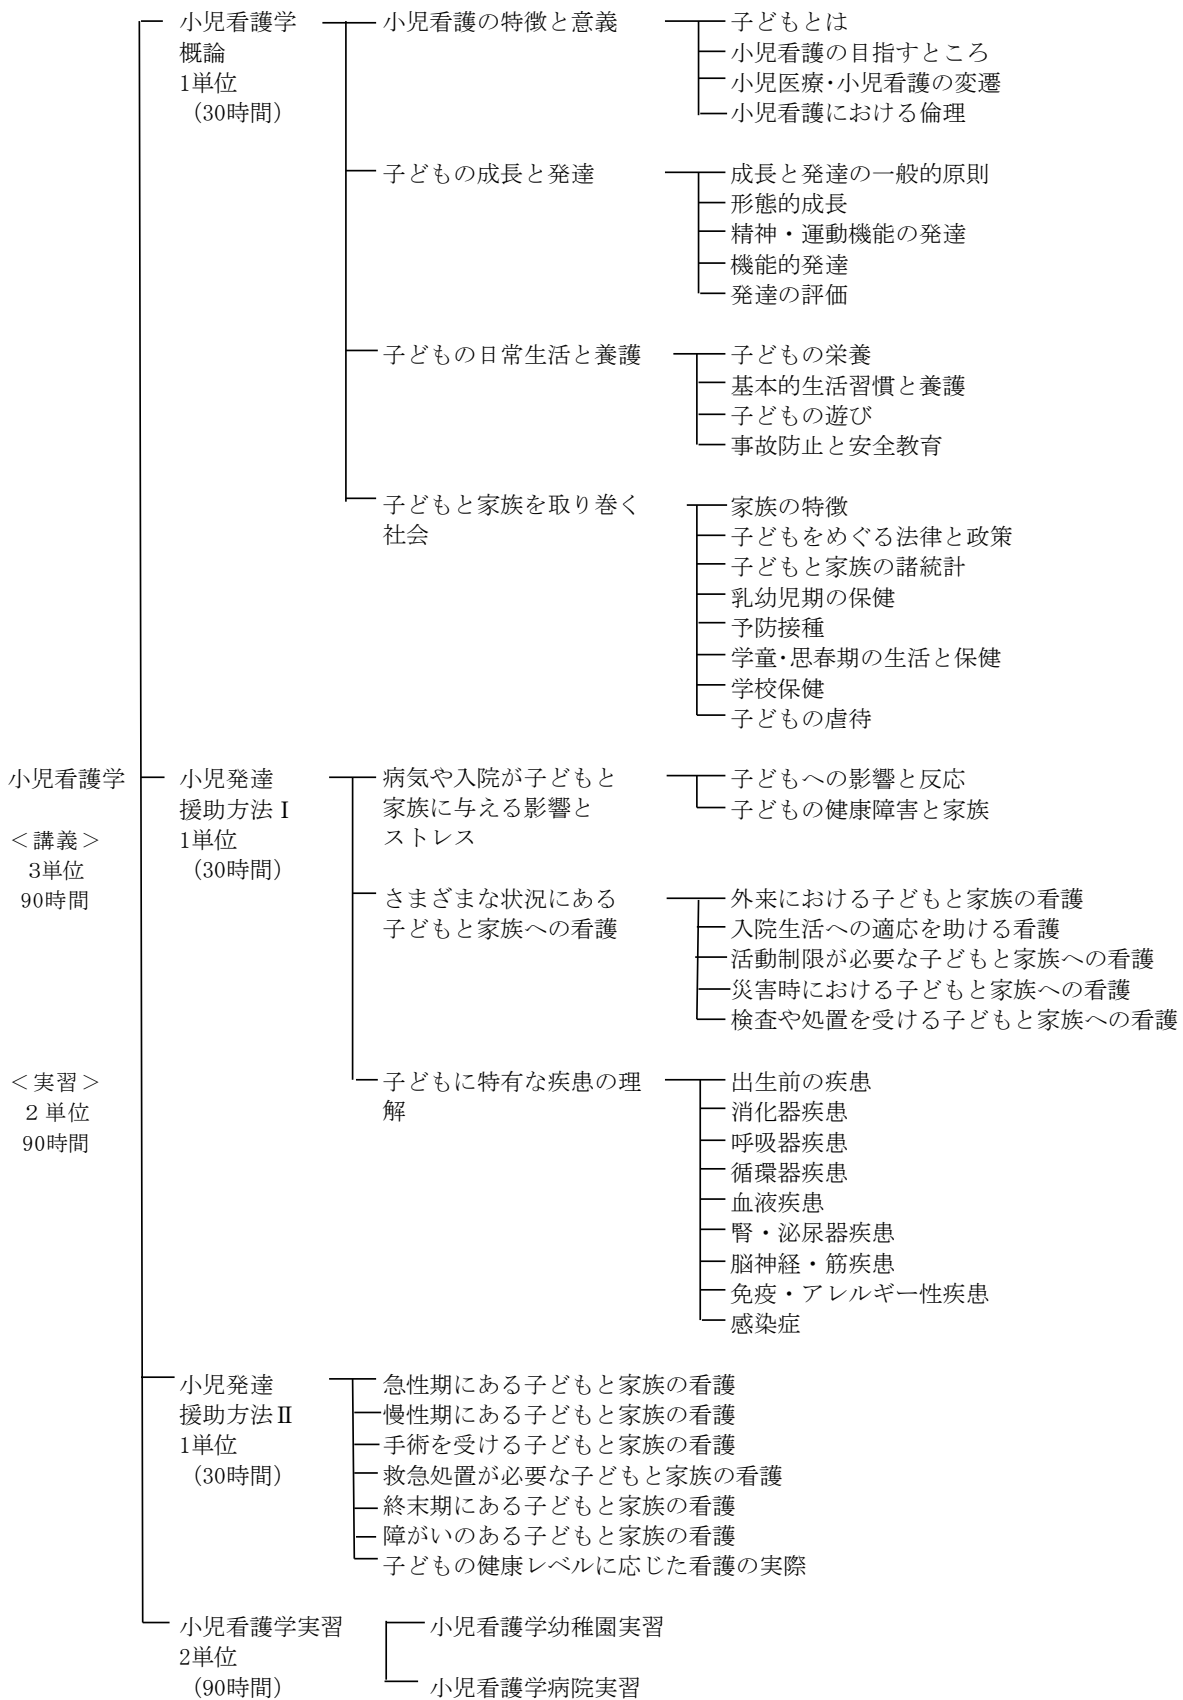 小児看護学
概論
1単位
(30時間)
小児看護の特徴と意義
子どもとは
小児看護の目指すところ
小児医療･小児看護の変遷
小児看護における倫理
子どもの成長と発達
成長と発達の一般的原則
形態的成長
精神・運動機能の発達
機能的発達
発達の評価
子どもの日常生活と養護
子どもの栄養
基本的生活習慣と養護
子どもの遊び
事故防止と安全教育
子どもと家族を取り巻く
社会
家族の特徴
子どもをめぐる法律と政策
子どもと家族の諸統計
乳幼児期の保健
予防接種
学童･思春期の生活と保健
学校保健
子どもの虐待
小児看護学
<講義>
3単位
90時間
<実習>
2単位
90時間
小児発達
援助方法Ⅰ
1単位
(30時間)
病気や入院が子どもと
家族に与える影響と
ストレス
子どもへの影響と反応
子どもの健康障害と家族
さまざまな状況にある
子どもと家族への看護
外来における子どもと家族の看護
入院生活への適応を助ける看護
活動制限が必要な子どもと家族への看護
災害時における子どもと家族への看護
検査や処置を受ける子どもと家族への看護
子どもに特有な疾患の理
解
出生前の疾患
消化器疾患
呼吸器疾患
循環器疾患
血液疾患
腎・泌尿器疾患
脳神経・筋疾患
免疫・アレルギー性疾患
感染症
小児発達
援助方法Ⅱ
1単位
(30時間)
急性期にある子どもと家族の看護
慢性期にある子どもと家族の看護
手術を受ける子どもと家族の看護
救急処置が必要な子どもと家族の看護
終末期にある子どもと家族の看護
障がいのある子どもと家族の看護
子どもの健康レベルに応じた看護の実際
小児看護学実習
2単位
(90時間)
小児看護学幼稚園実習
小児看護学病院実習